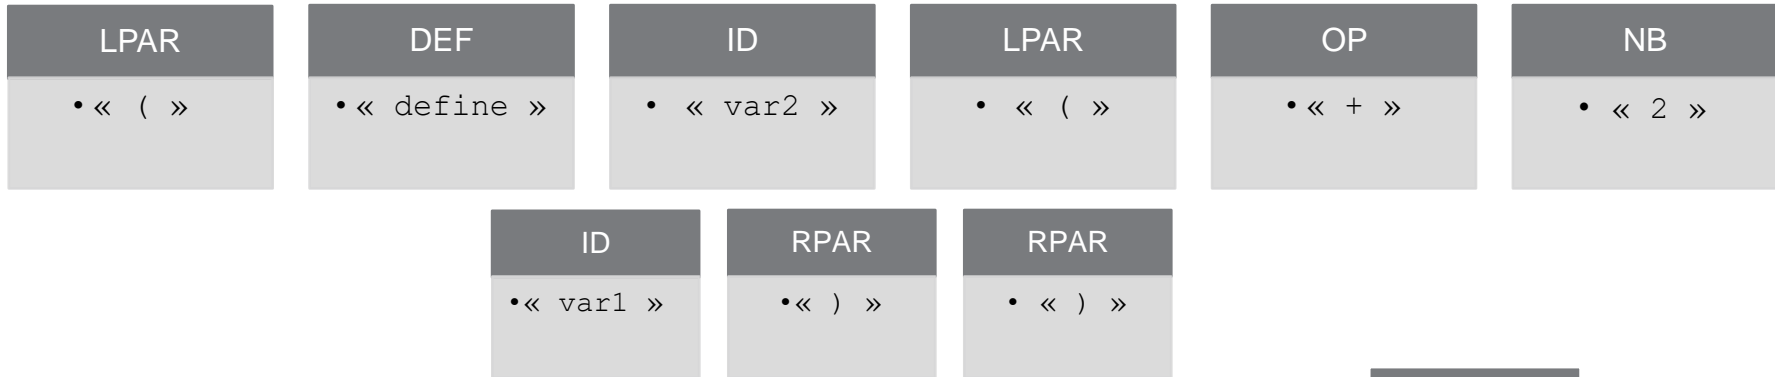 LPAR DEF ID LPAR OP NB
• « ( » • « define » • « var2 » • « ( » • « + » • « 2 »
ID RPAR RPAR
• « var1 » • « ) » • « ) »